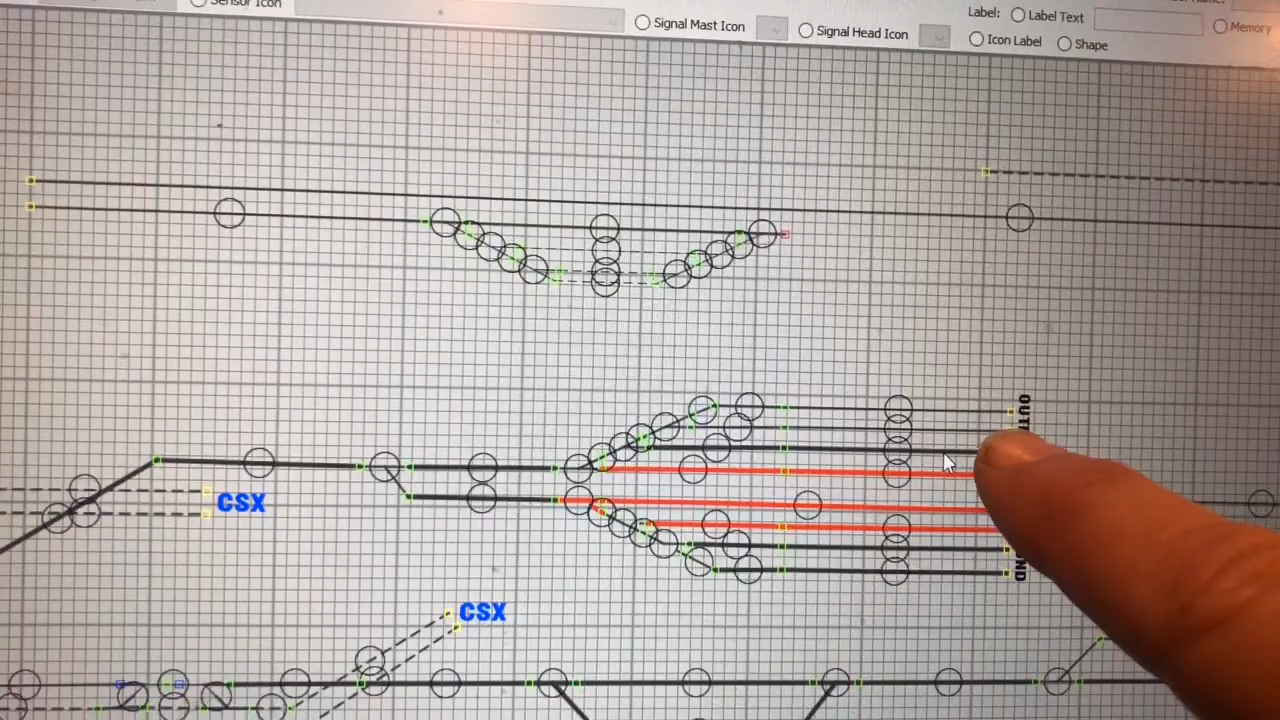 Sensor Icon
Label:
Label Text
Signal Mast Icon
Signal Head Icon
Icon Label
Shape
Memory
CSX
CSX